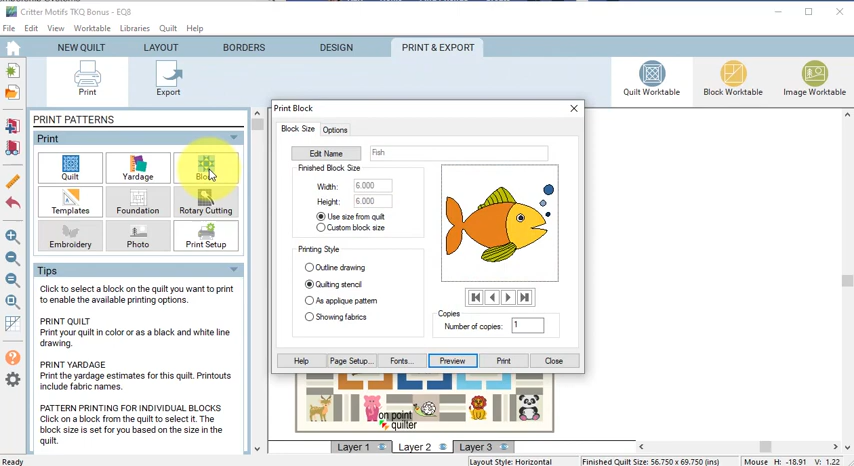 Critter Motifs TKQ Bonus - EQ8
File Edit View Worktable Libraries Quilt Help
NEW QUILT LAYOUT BORDERS DESIGN PRINT & EXPORT
Print Export Quilt Worktable Block Worktable Image Worktable
PRINT PATTERNS
Print
Quilt Yardage Block
Templates Foundation Rotary Cutting
Embroidery Photo Print Setup
Tips
Click to select a block on the quilt you want to print
to enable the available printing options.
PRINT QUILT
Print your quilt in color or as a black and white line
drawing.
PRINT YARDAGE
Print the yardage estimates for this quilt. Printouts
include fabric names.
PATTERN PRINTING FOR INDIVIDUAL BLOCKS
Click on a block from the quilt to select it. The
block size is set for you based on the size in the
quilt.
Print Block
Block Size Options
Edit Name Fish
Finished Block Size
Width: 6.000
Height: 6.000
Use size from quilt
Custom block size
Printing Style
Outline drawing
Quilting stencil
As applique pattern
Showing fabrics
Copies
Number of copies: 1
Help Page Setup... Fonts... Preview Print Close
on point
quilter
Layer 1 Layer 2 Layer 3
Ready Layout Style: Horizontal Finished Quilt Size: 56.750 x 69.750 (ins) Mouse H: -18.91 V: 1.22